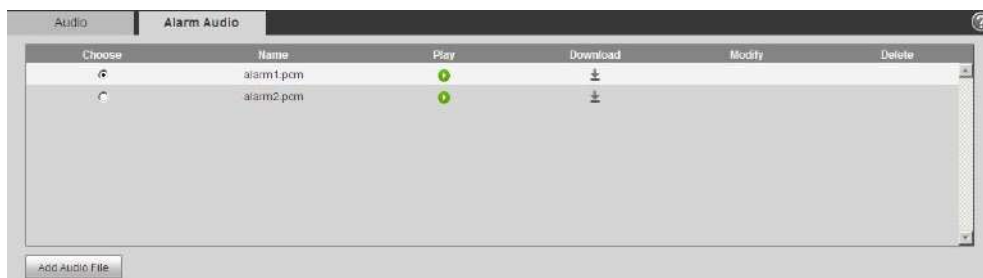 Audio Alarm Audio
Choose Name Play Download Modify Delete
alarm1.pcm
alarm2.pcm
Add Audio File